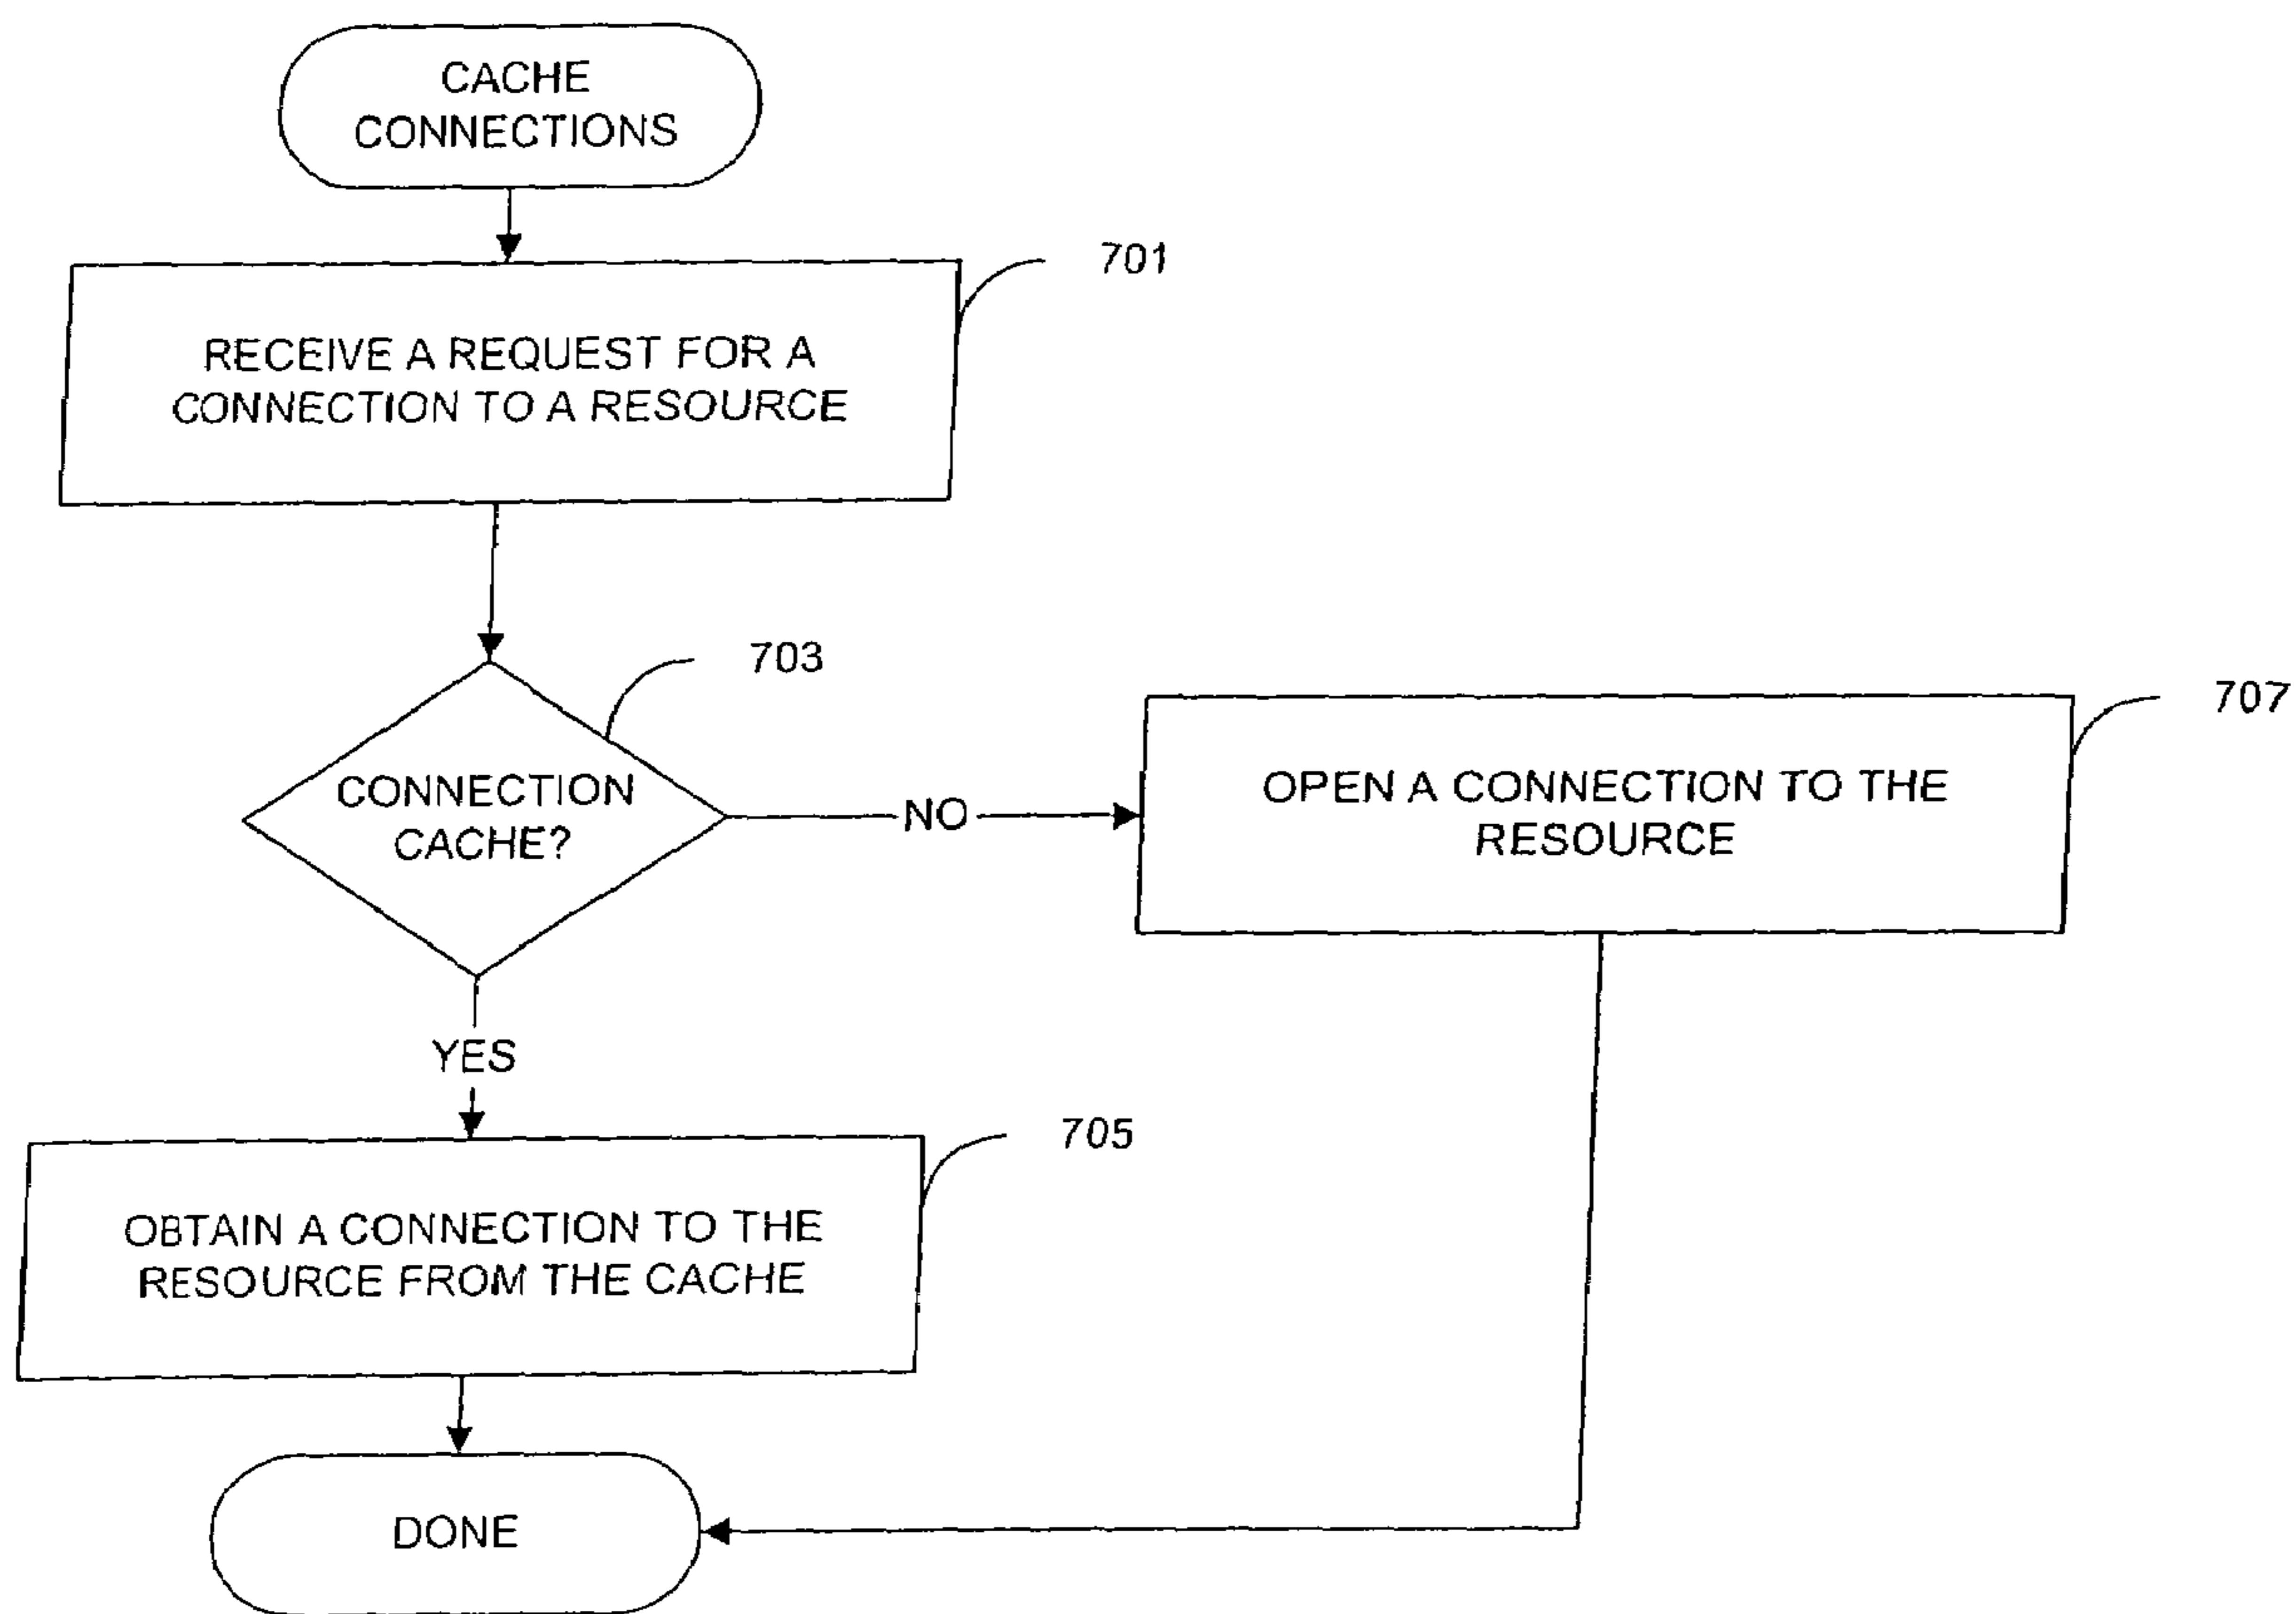 CACHE
CONNECTIONS
701
RECEIVE A REQUEST FOR A
CONNECTION TO A RESOURCE
703
CONNECTION
CACHE?
NO
707
OPEN A CONNECTION TO THE
RESOURCE
YES
705
OBTAIN A CONNECTION TO THE
RESOURCE FROM THE CACHE
DONE